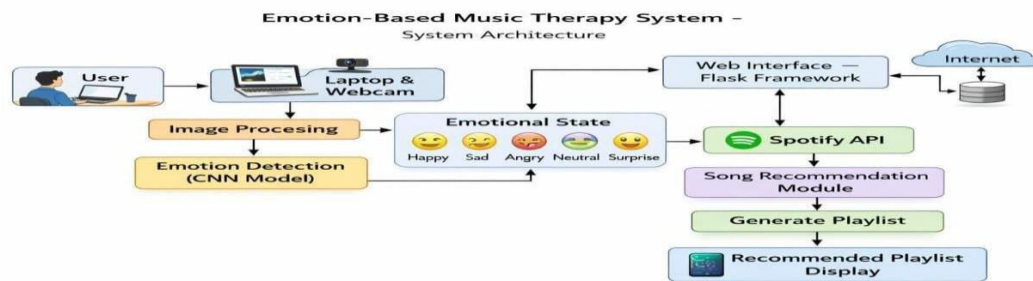 Emotion-Based Music Therapy System –
System Architecture
User
Laptop &
Webcam
Image Procesing
Emotion Detection
(CNN Model)
Emotional State
Happy
Sad
Angry
Neutral
Surprise
Web Interface —
Flask Framework
Internet
Spotify API
Song Recommendation
Module
Generate Playlist
Recommended Playlist
Display